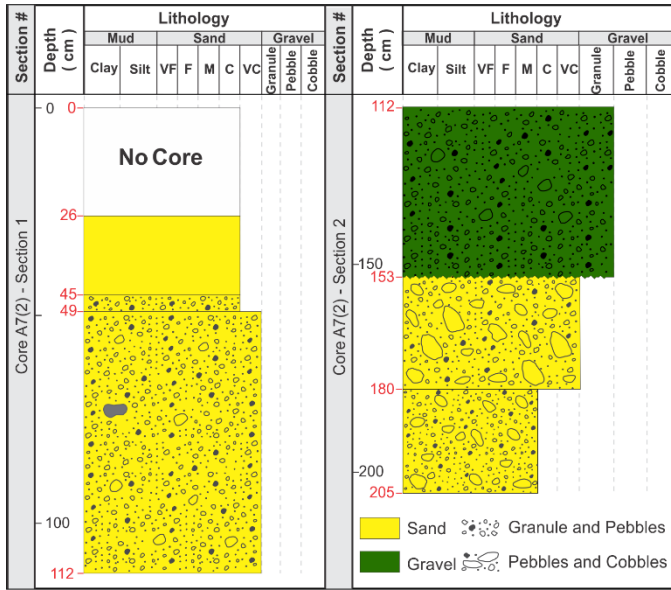 Section #
Depth
( cm )
Lithology
Mud
Sand
Gravel
Clay
Silt
VF
F
M
C
VC
Granule
Pebble
Cobble
Core A7(2) - Section 1
0
0
No Core
26
45
49
100
112
Section #
Depth
( cm )
Lithology
Mud
Sand
Gravel
Clay
Silt
VF
F
M
C
VC
Granule
Pebble
Cobble
Core A7(2) - Section 2
112
150
153
180
200
205
Sand
Granule and Pebbles
Gravel
Pebbles and Cobbles